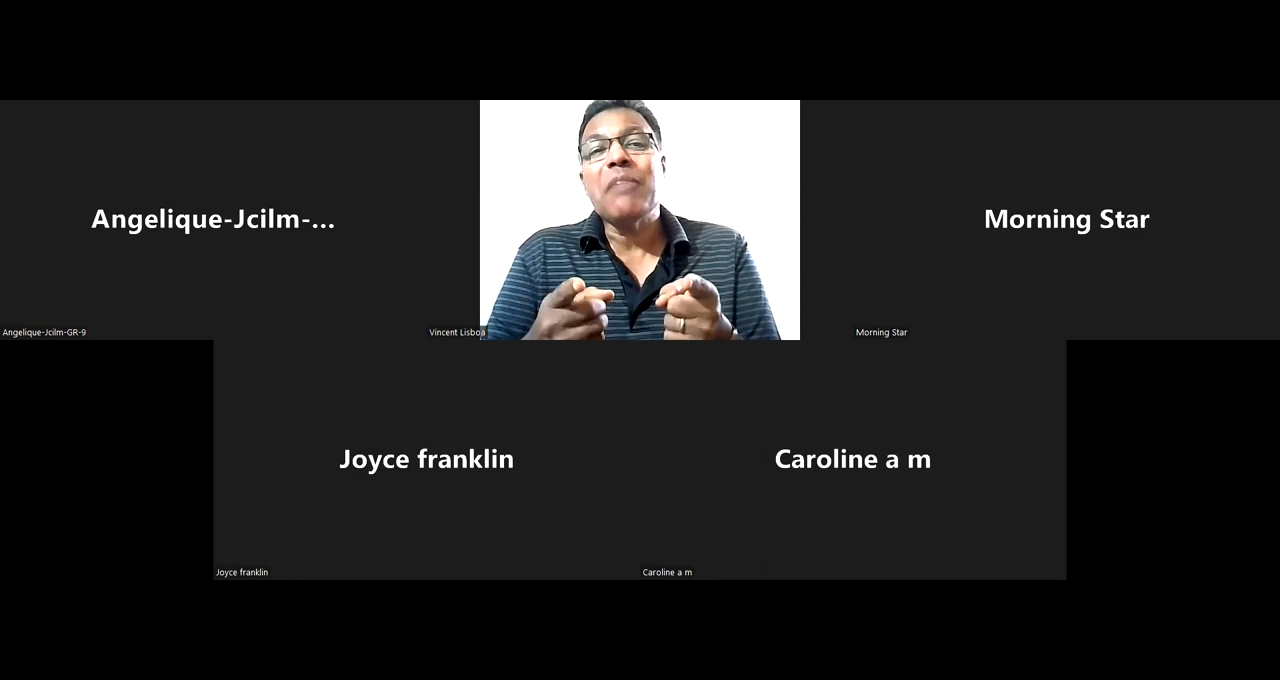 Angelique-Jcilm-...
Morning Star
Angelique-Jcilm-GR-9
Vincent Lisboa
Morning Star
Joyce franklin
Caroline a m
Joyce franklin
Caroline a m